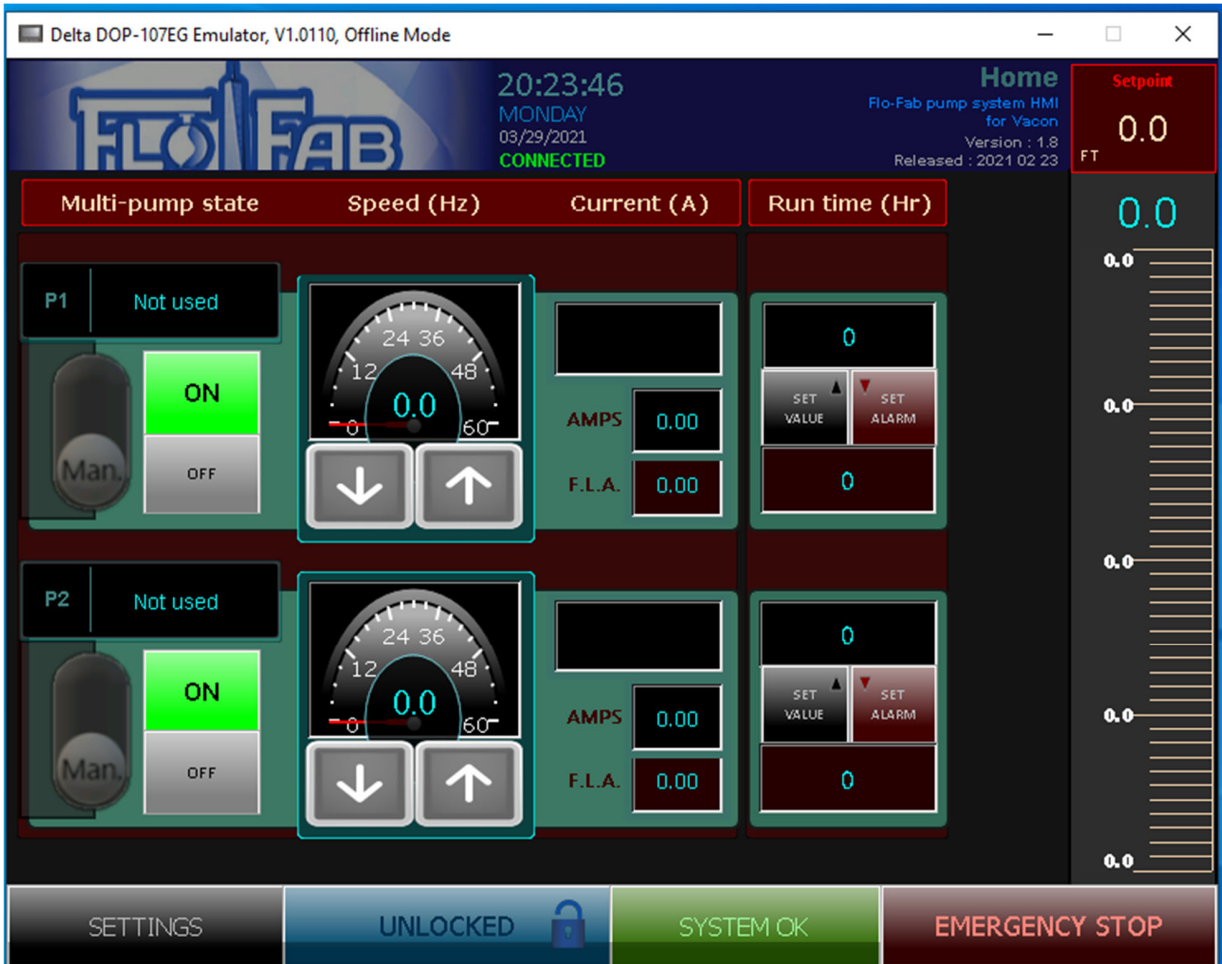 Delta DOP-107EG Emulator, V1.0110, Offline Mode
FLO FAB
20:23:46
MONDAY
03/29/2021
CONNECTED
Home
Flo-Fab pump system HMI
for Vacon
Version : 1.8
Released : 2021 02 23
Setpoint
0.0
FT
Multi-pump state
Speed (Hz)
Current (A)
Run time (Hr)
0.0
P1
Not used
Man.
ON
OFF
24 36
12 48
0.0
0 60
AMPS 0.00
F.L.A. 0.00
0
SET VALUE
SET ALARM
0
P2
Not used
Man.
ON
OFF
24 36
12 48
0.0
0 60
AMPS 0.00
F.L.A. 0.00
0
SET VALUE
SET ALARM
0
0.0
0.0
0.0
0.0
0.0
SETTINGS
UNLOCKED
SYSTEM OK
EMERGENCY STOP